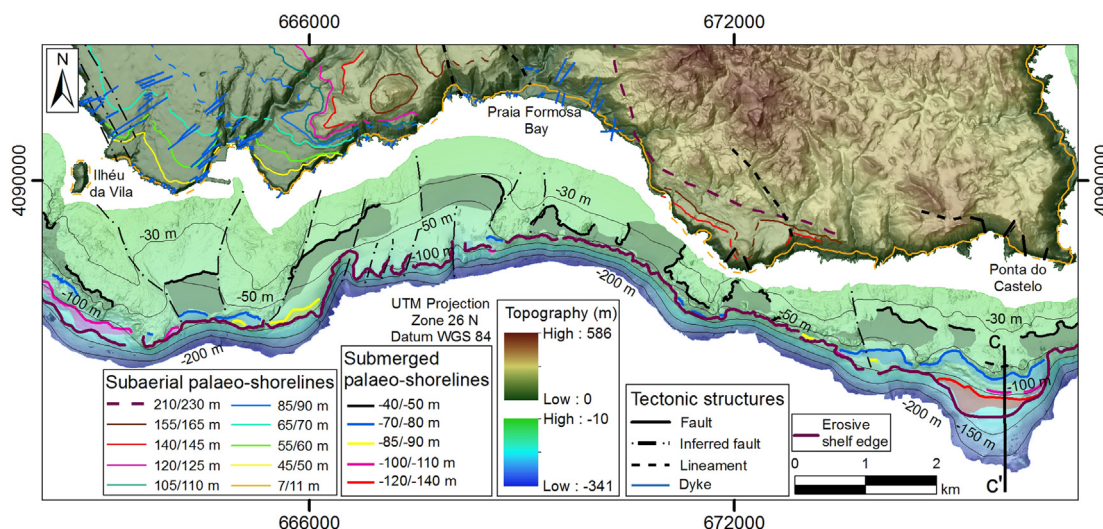 666000
672000
N
Praia Formosa
Bay
Ilhéu
da Vila
4090000
4090000
-30 m
-30 m
-50 m
-100 m
-50 m
-100 m
-200 m
-200 m
-50 m
-30 m
Ponta do
Castelo
C
-100 m
-200 m
-150 m
C'
UTM Projection
Zone 26 N
Datum WGS 84
Subaerial palaeo-shorelines
210/230 m
155/165 m
140/145 m
120/125 m
105/110 m
85/90 m
65/70 m
55/60 m
45/50 m
7/11 m
Submerged
palaeo-shorelines
-40/-50 m
-70/-80 m
-85/-90 m
-100/-110 m
-120/-140 m
Topography (m)
High : 586
Low : 0
High : -10
Low : -341
Tectonic structures
Fault
Inferred fault
Lineament
Dyke
Erosive
shelf edge
0 1 2
km
666000
672000